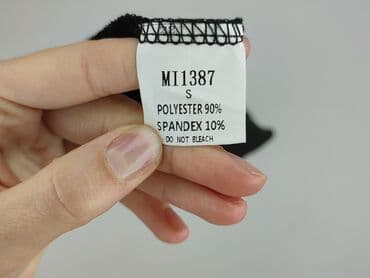 MI1387
S
POLYESTER 90%
SPANDEX 10%
DO NOT BLEACH